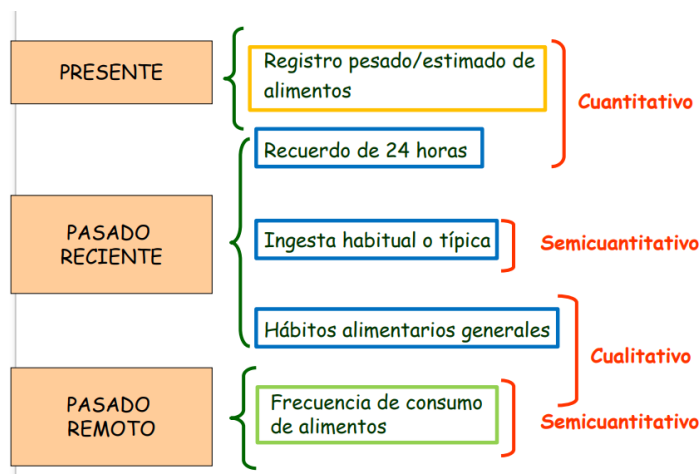 PRESENTE
Registro pesado/estimado de
alimentos
Cuantitativo
Recuerdo de 24 horas
PASADO
RECIENTE
Ingesta habitual o típica
Semicuantitativo
Hábitos alimentarios generales
Cualitativo
PASADO
REMOTO
Frecuencia de consumo
de alimentos
Semicuantitativo